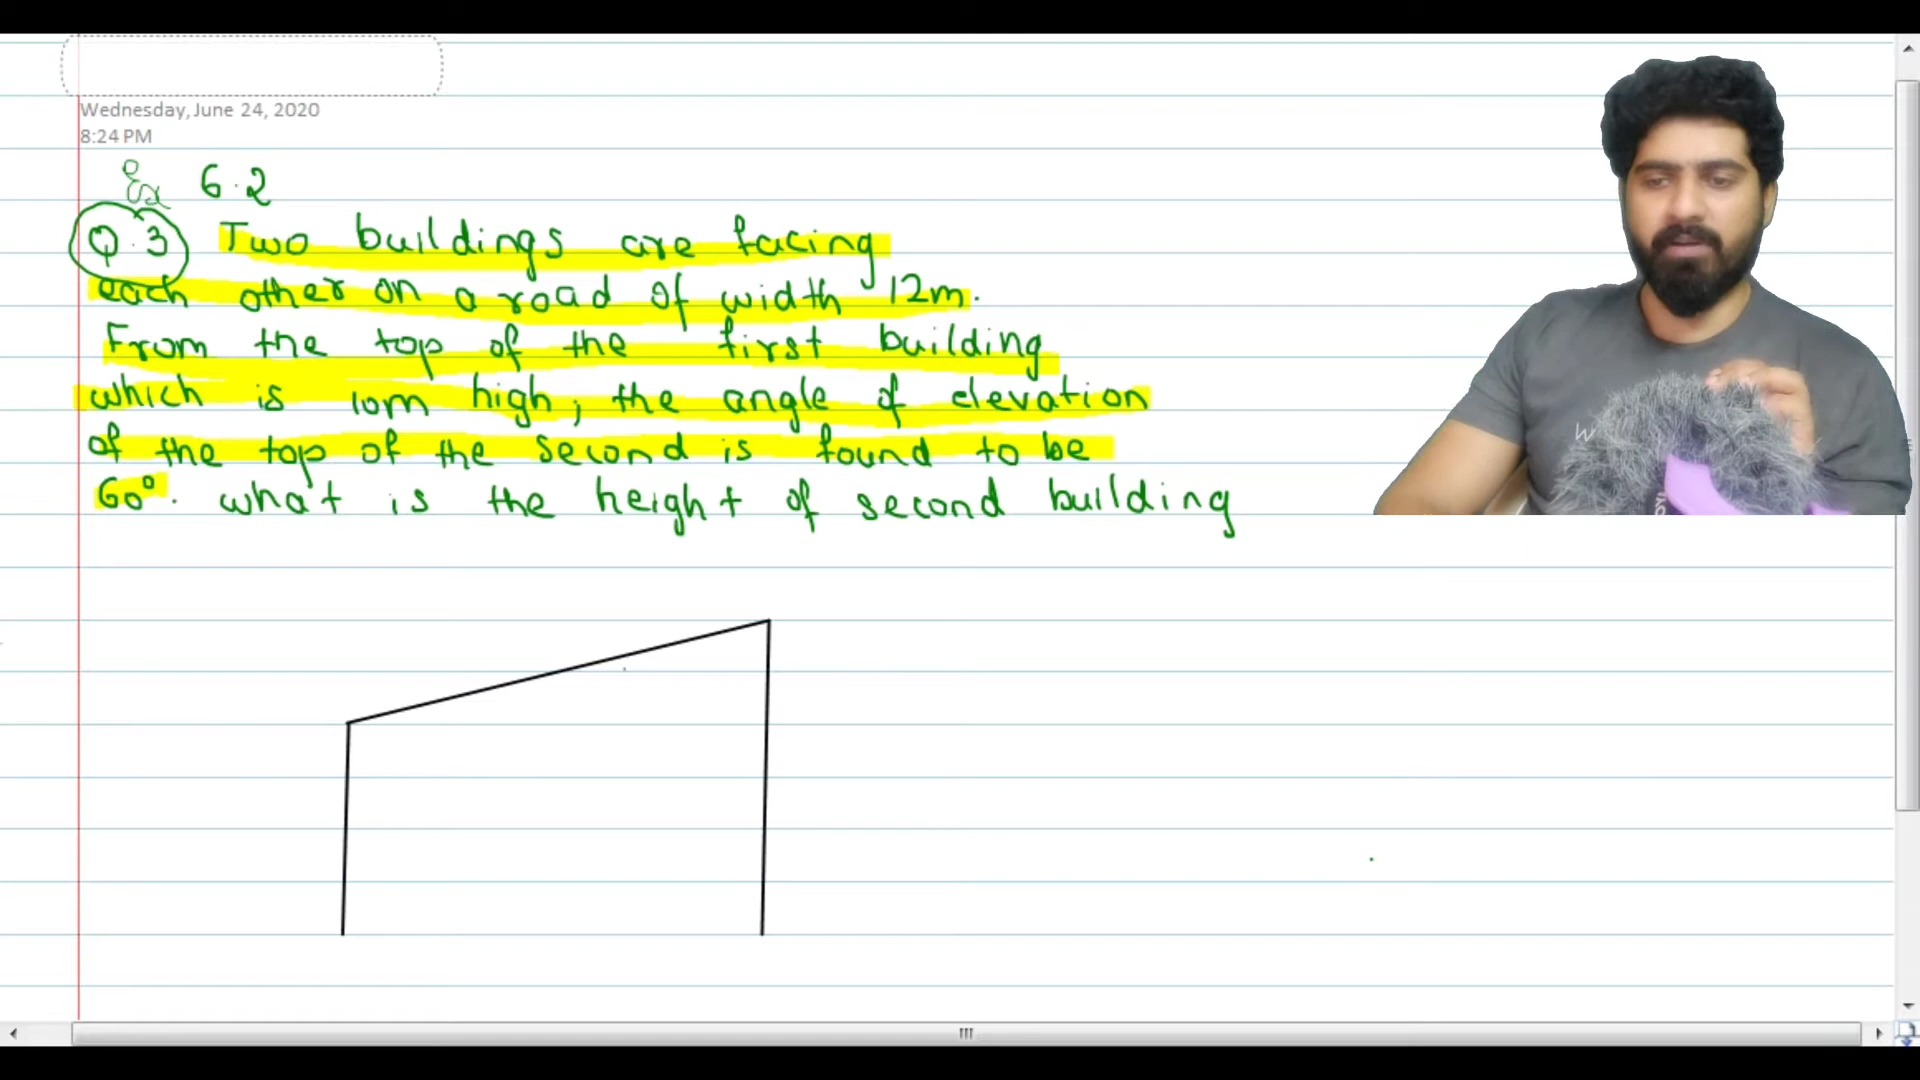 Wednesday, June 24, 2020
8:24 PM
Ex 6.2
Q.3 Two buildings are facing
each other on a road of width 12m.
From the top of the first building
which is 10m high, the angle of elevation
of the top of the second is found to be
60°. what is the height of second building